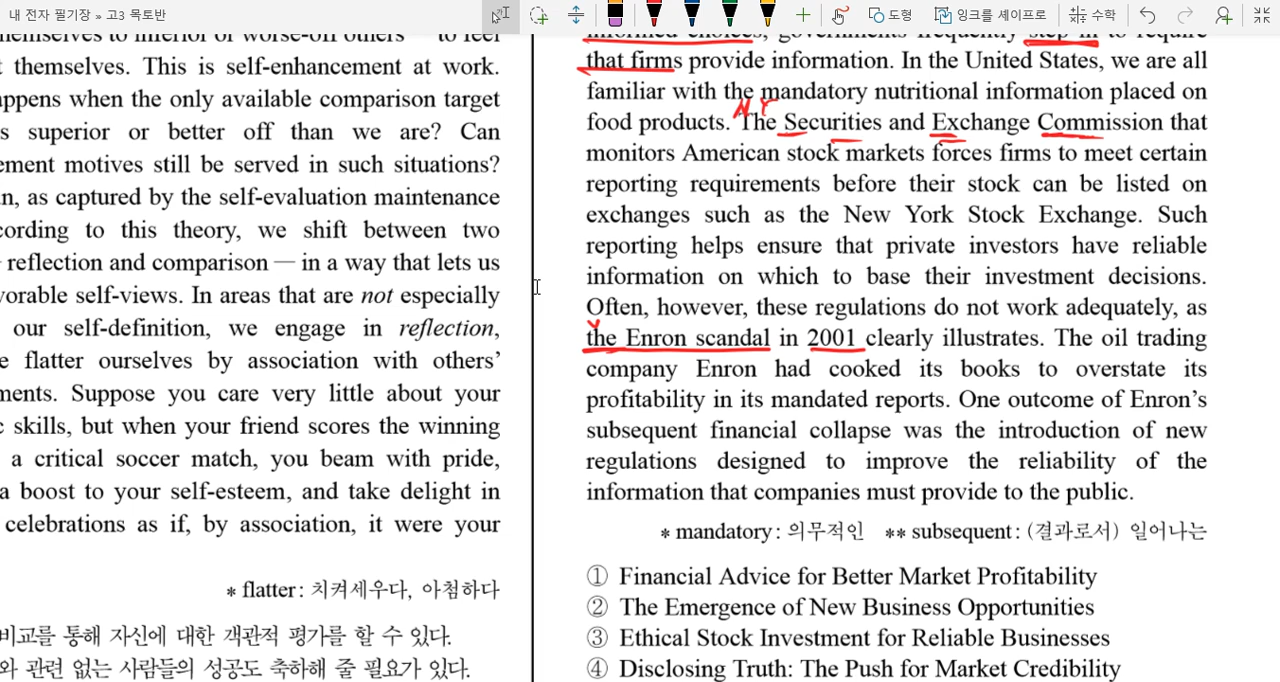 내 전자 필기장 » 고3 목토반
도형
잉크를 셰이프로
수학
themselves. This is self-enhancement at work.
happens when the only available comparison target
superior or better off than we are? Can
motives still be served in such situations?
as captured by the self-evaluation maintenance
to this theory, we shift between two
reflection and comparison — in a way that lets us
self-views. In areas that are not especially
our self-definition, we engage in reflection,
flatter ourselves by association with others’
Suppose you care very little about your
skills, but when your friend scores the winning
a critical soccer match, you beam with pride,
a boost to your self-esteem, and take delight in
celebrations as if, by association, it were your
* flatter: 치켜세우다, 아첨하다
비교를 통해 자신에 대한 객관적 평가를 할 수 있다.
와 관련 없는 사람들의 성공도 축하해 줄 필요가 있다.
informed choices, governments frequently step in to require
that firms provide information. In the United States, we are all
familiar with the mandatory nutritional information placed on
food products. The Securities and Exchange Commission that
monitors American stock markets forces firms to meet certain
reporting requirements before their stock can be listed on
exchanges such as the New York Stock Exchange. Such
reporting helps ensure that private investors have reliable
information on which to base their investment decisions.
Often, however, these regulations do not work adequately, as
the Enron scandal in 2001 clearly illustrates. The oil trading
company Enron had cooked its books to overstate its
profitability in its mandated reports. One outcome of Enron’s
subsequent financial collapse was the introduction of new
regulations designed to improve the reliability of the
information that companies must provide to the public.
* mandatory: 의무적인 ** subsequent: (결과로서) 일어나는
① Financial Advice for Better Market Profitability
② The Emergence of New Business Opportunities
③ Ethical Stock Investment for Reliable Businesses
④ Disclosing Truth: The Push for Market Credibility